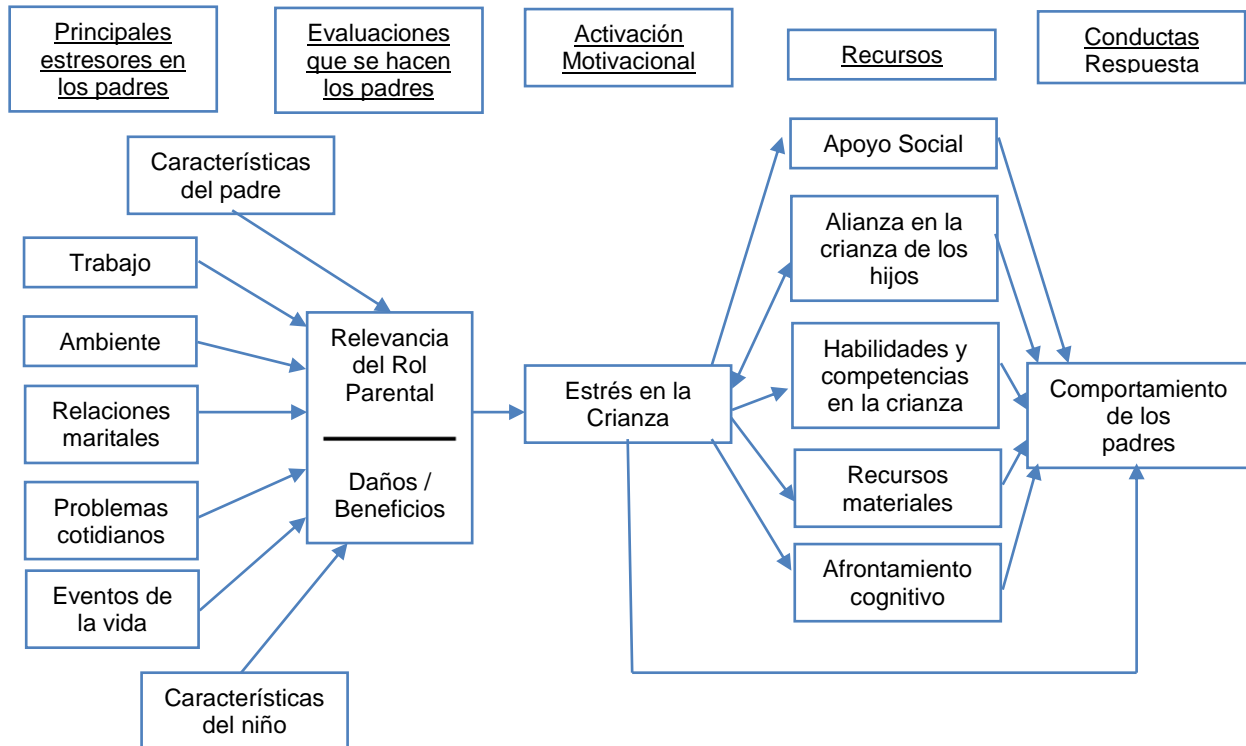 Principales
estresores en
los padres
Evaluaciones
que se hacen
los padres
Activación
Motivacional
Recursos
Conductas
Respuesta
Característícas
del padre
Trabajo
Ambiente
Relaciones
maritales
Problemas
cotidianos
Eventos de
la vida
Característícas
del niño
Relevancia
del Rol
Parental
Daños /
Beneficios
Estrés en la
Crianza
Apoyo Social
Alianza en la
crianza de los
hijos
Habilidades y
competencias
en la crianza
Recursos
materiales
Afrontamiento
cognitivo
Comportamiento
de los
padres